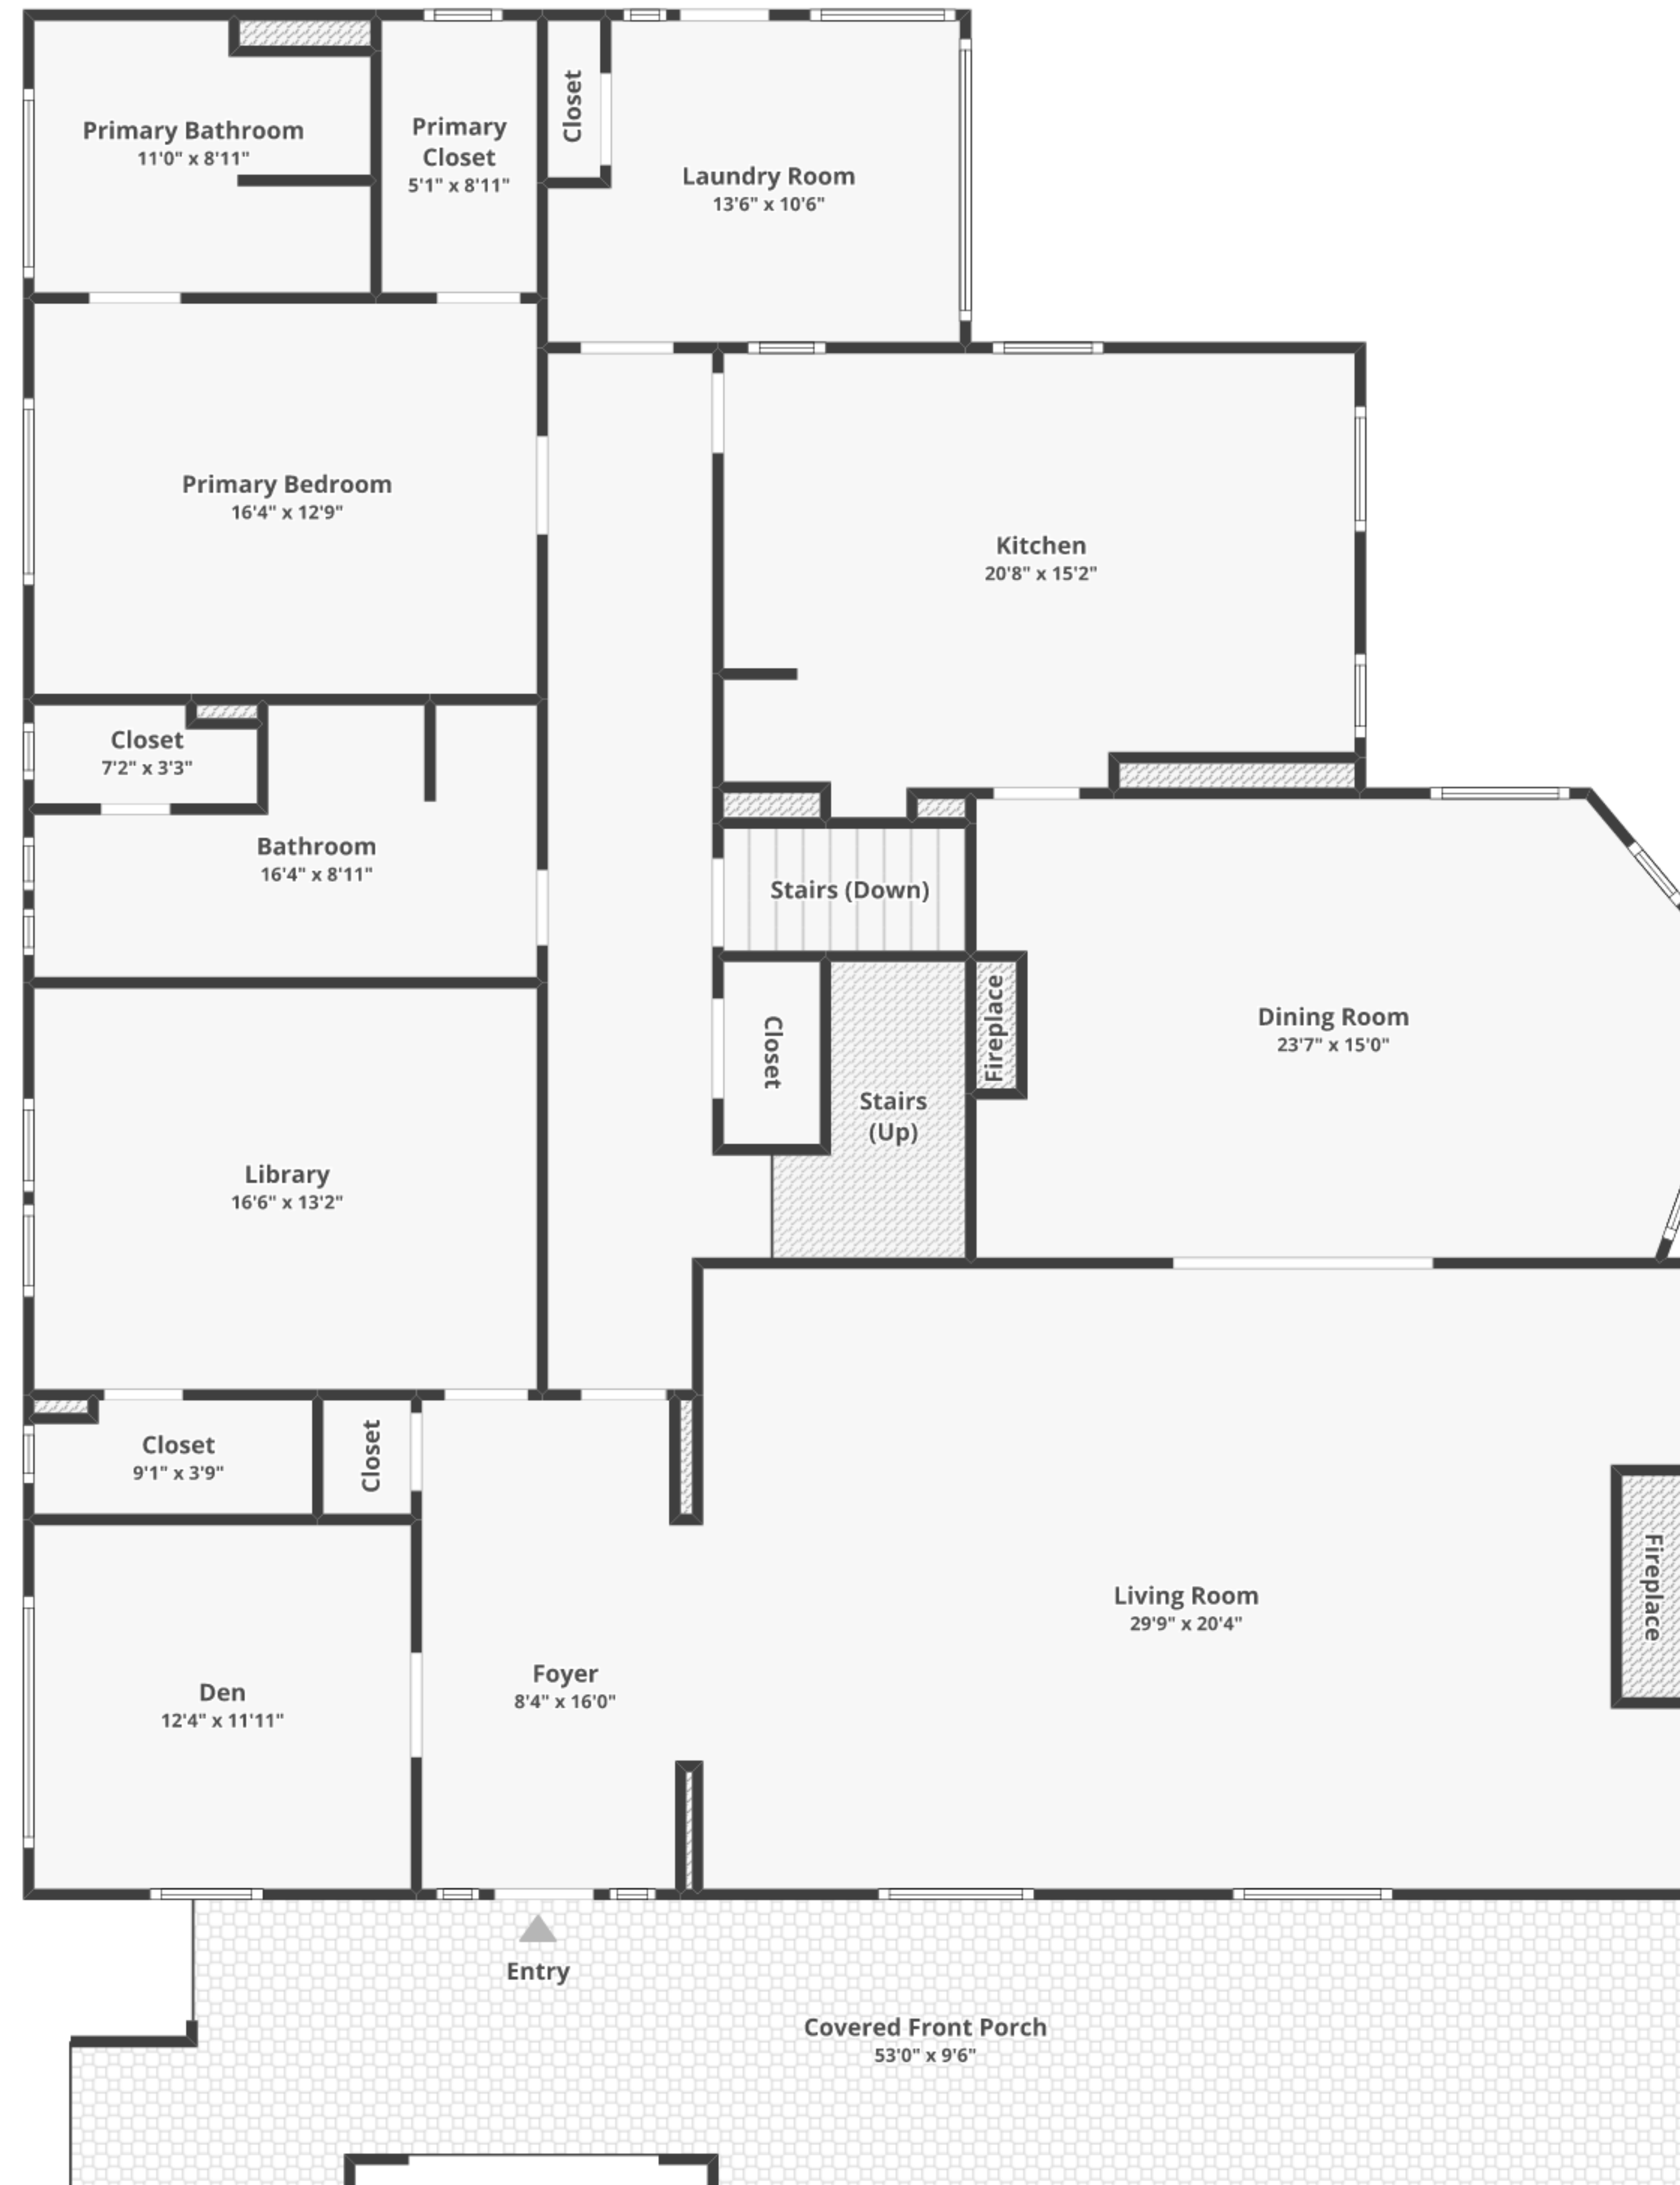 Primary Bathroom
11'0" x 8'11"
Primary
Closet
5'1" x 8'11"
Closet
Laundry Room
13'6" x 10'6"
Primary Bedroom
16'4" x 12'9"
Kitchen
20'8" x 15'2"
Closet
7'2" x 3'3"
Bathroom
16'4" x 8'11"
Stairs (Down)
Closet
Stairs
(Up)
Fireplace
Dining Room
23'7" x 15'0"
Library
16'6" x 13'2"
Closet
9'1" x 3'9"
Closet
Den
12'4" x 11'11"
Foyer
8'4" x 16'0"
Living Room
29'9" x 20'4"
Fireplace
Entry
Covered Front Porch
53'0" x 9'6"